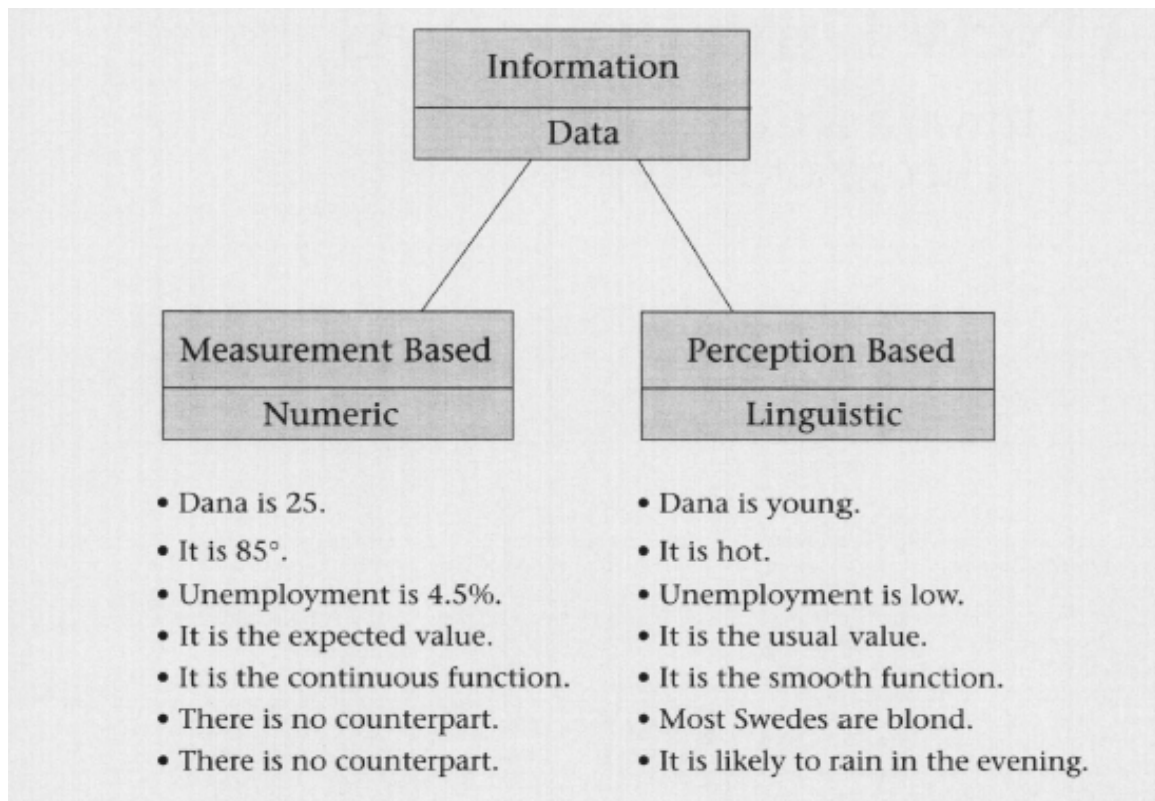 Information
Data
Measurement Based
Numeric
Perception Based
Linguistic
• Dana is 25.
• It is 85°.
• Unemployment is 4.5%.
• It is the expected value.
• It is the continuous function.
• There is no counterpart.
• There is no counterpart.
• Dana is young.
• It is hot.
• Unemployment is low.
• It is the usual value.
• It is the smooth function.
• Most Swedes are blond.
• It is likely to rain in the evening.